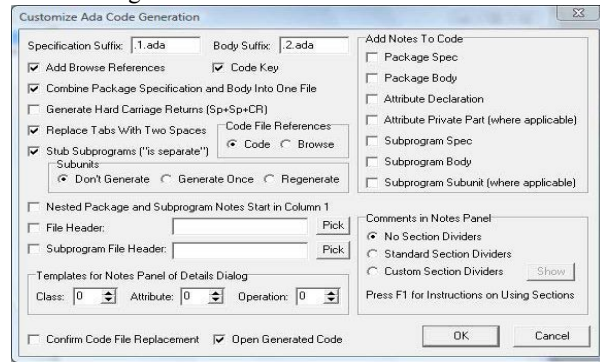 Customize Ada Code Generation
Specification Suffix: .1.ada Body Suffix: .2.ada
Add Browse References Code Key
Combine Package Specification and Body Into One File
Generate Hard Carriage Returns (Sp+Sp+CR)
Replace Tabs With Two Spaces
Stub Subprograms ("is separate")
Code File References
Code Browse
Subunits
Don't Generate Generate Once Regenerate
Nested Package and Subprogram Notes Start in Column 1
File Header: Pick
Subprogram File Header: Pick
Templates for Notes Panel of Details Dialog
Class: 0 Attribute: 0 Operation: 0
Confirm Code File Replacement Open Generated Code
Add Notes To Code
Package Spec
Package Body
Attribute Declaration
Attribute Private Part (where applicable)
Subprogram Spec
Subprogram Body
Subprogram Subunit (where applicable)
Comments in Notes Panel
No Section Dividers
Standard Section Dividers
Custom Section Dividers Show
Press F1 for Instructions on Using Sections
OK Cancel